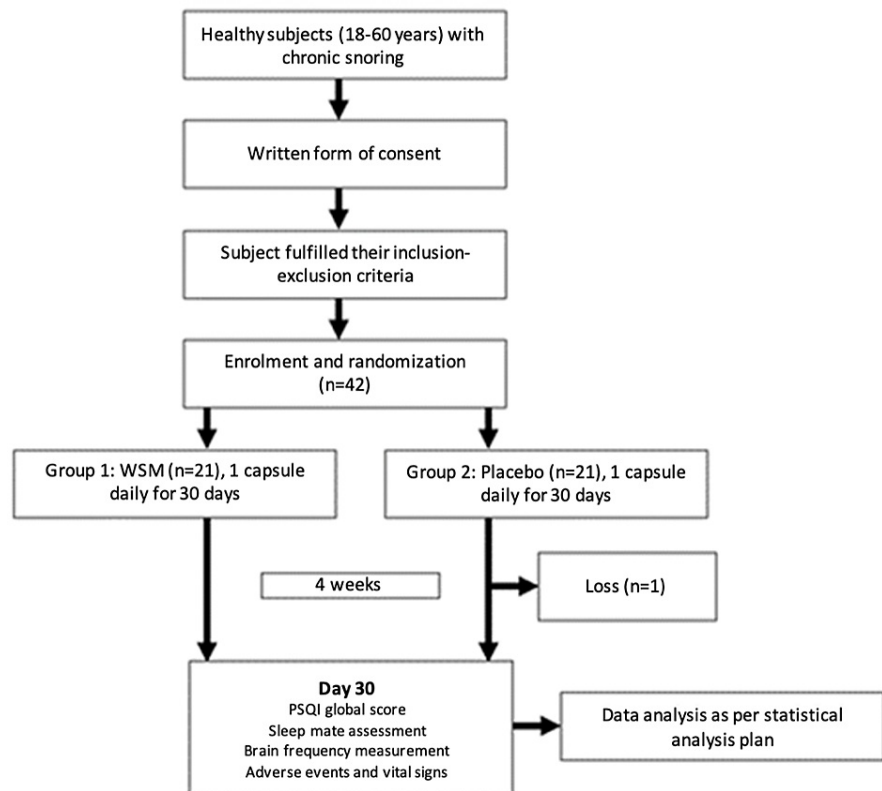 Healthy subjects (18-60 years) with
chronic snoring
Written form of consent
Subject fulfilled their inclusion-
exclusion criteria
Enrolment and randomization
(n=42)
Group 1: WSM (n=21), 1 capsule
daily for 30 days
Group 2: Placebo (n=21), 1 capsule
daily for 30 days
4 weeks
Loss (n=1)
Day 30
PSQI global score
Sleep mate assessment
Brain frequency measurement
Adverse events and vital signs
Data analysis as per statistical
analysis plan